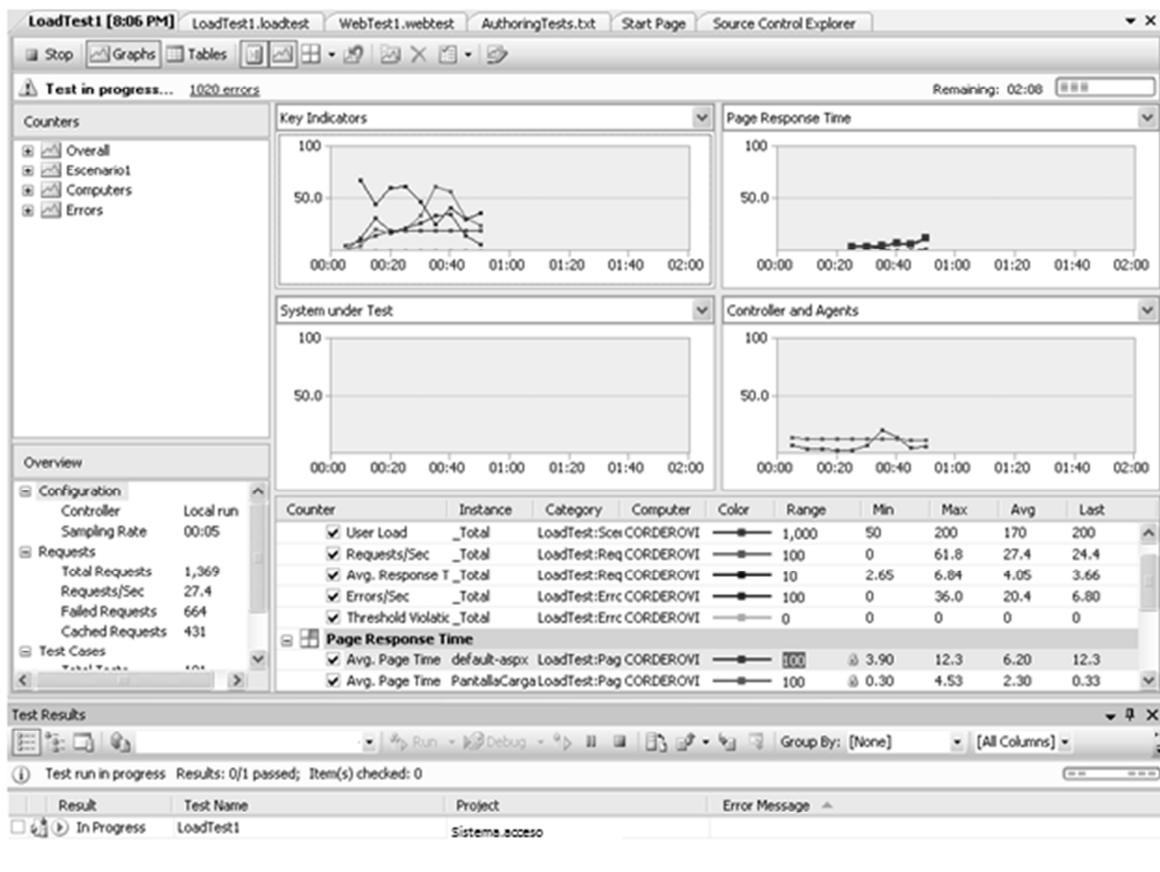 LoadTest1 [8:06 PM] LoadTest1.loadtest WebTest1.webtest AuthoringTests.txt Start Page Source Control Explorer
Stop Graphs Tables
Test in progress... 1020 errors Remaining: 02:08
Counters
Overall
Escenario1
Computers
Errors
Key Indicators
100
50.0
00:00 00:20 00:40 01:00 01:20 01:40 02:00
Page Response Time
100
50.0
00:00 00:20 00:40 01:00 01:20 01:40 02:00
System under Test
100
50.0
00:00 00:20 00:40 01:00 01:20 01:40 02:00
Controller and Agents
100
50.0
00:00 00:20 00:40 01:00 01:20 01:40 02:00
Overview
Configuration
Controller Local run
Sampling Rate 00:05
Requests
Total Requests 1,369
Requests/Sec 27.4
Failed Requests 664
Cached Requests 431
Test Cases
Counter Instance Category Computer Color Range Min Max Avg Last
User Load _Total LoadTest:Sce CORDEROVI 1,000 50 200 170 200
Requests/Sec _Total LoadTest:Req CORDEROVI 100 0 61.8 27.4 24.4
Avg. Response T _Total LoadTest:Req CORDEROVI 10 2.65 6.84 4.05 3.66
Errors/Sec _Total LoadTest:Errc CORDEROVI 100 0 36.0 20.4 6.80
Threshold Violatic _Total LoadTest:Errc CORDEROVI 0 0 0 0 0
Page Response Time
Avg. Page Time default-aspx LoadTest:Pag CORDEROVI 100 3.90 12.3 6.20 12.3
Avg. Page Time PantallaCarga LoadTest:Pag CORDEROVI 100 0.30 4.53 2.30 0.33
Test Results
Run Debug Group By: [None] [All Columns]
Test run in progress Results: 0/1 passed; Item(s) checked: 0
Result Test Name Project Error Message
In Progress LoadTest1 Sistema.acceso